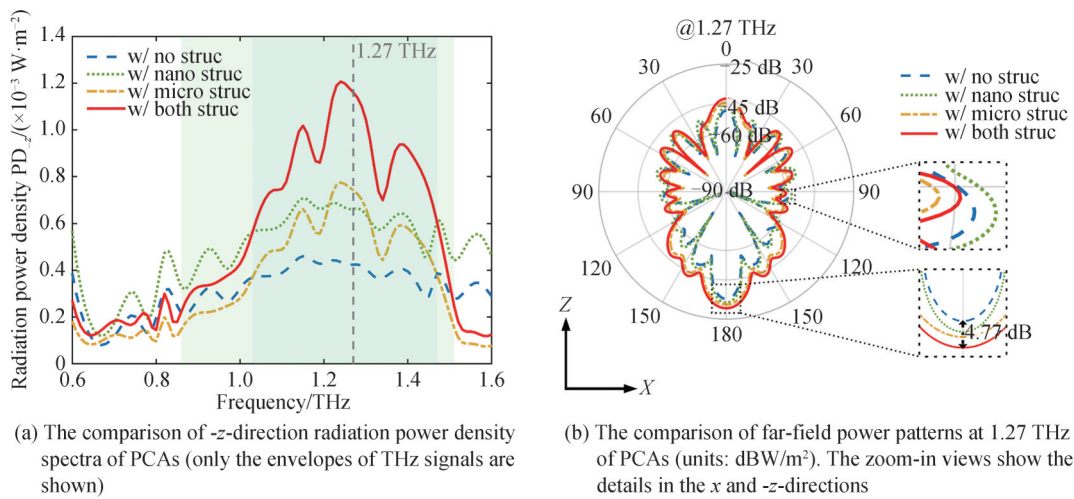 Radiation power density PD₋z/(×10⁻³ W·m⁻²)
1.4
1.2
1.0
0.8
0.6
0.4
0.2
0
w/ no struc
w/ nano struc
w/ micro struc
w/ both struc
1.27 THz
0.6 0.8 1.0 1.2 1.4 1.6
Frequency/THz
(a) The comparison of -z-direction radiation power density
spectra of PCAs (only the envelopes of THz signals are
shown)
@1.27 THz
0
30 −25 dB 30
60 −45 dB 60
−60 dB
90 −90 dB 90
120 120
150 180 150
w/ no struc
w/ nano struc
w/ micro struc
w/ both struc
4.77 dB
Z
X
(b) The comparison of far-field power patterns at 1.27 THz
of PCAs (units: dBW/m²). The zoom-in views show the
details in the x and -z-directions